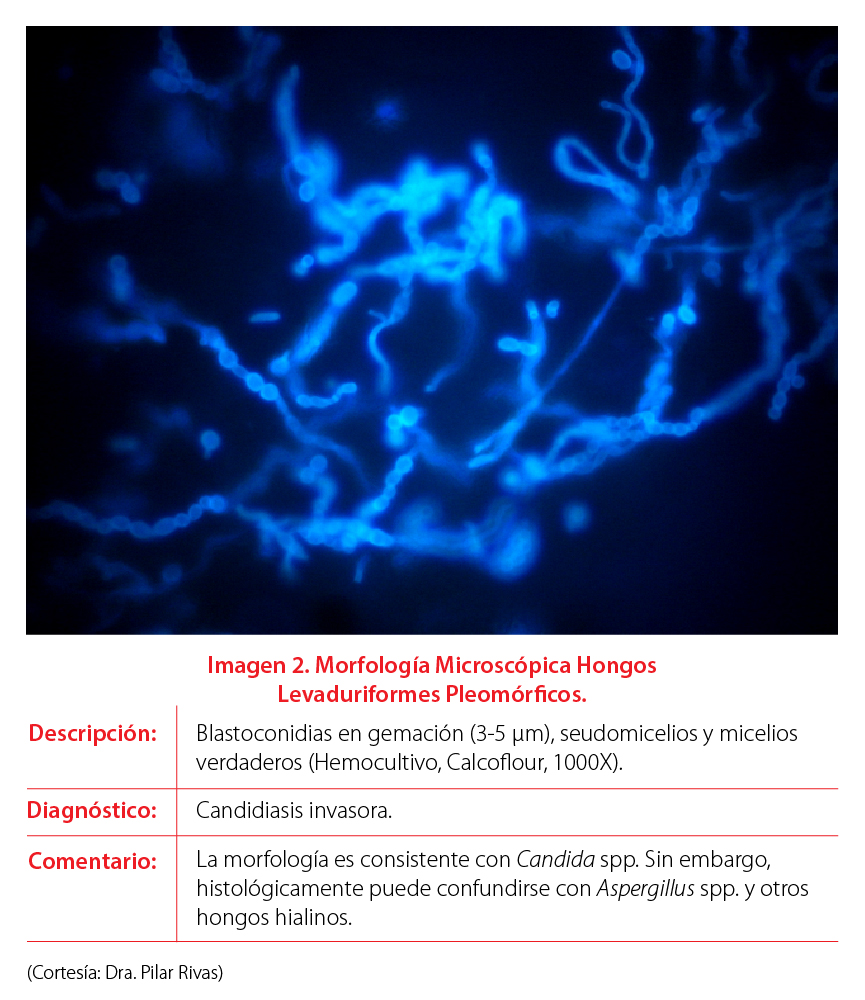 Imagen 2. Morfología Microscópica Hongos
Levaduriformes Pleomórficos.
Descripción:
Blastoconidias en gemación (3-5 µm), seudomicelios y micelios
verdaderos (Hemocultivo, Calcoflour, 1000X).
Diagnóstico:
Candidiasis invasora.
Comentario:
La morfología es consistente con Candida spp. Sin embargo,
histológicamente puede confundirse con Aspergillus spp. y otros
hongos hialinos.
(Cortesía: Dra. Pilar Rivas)